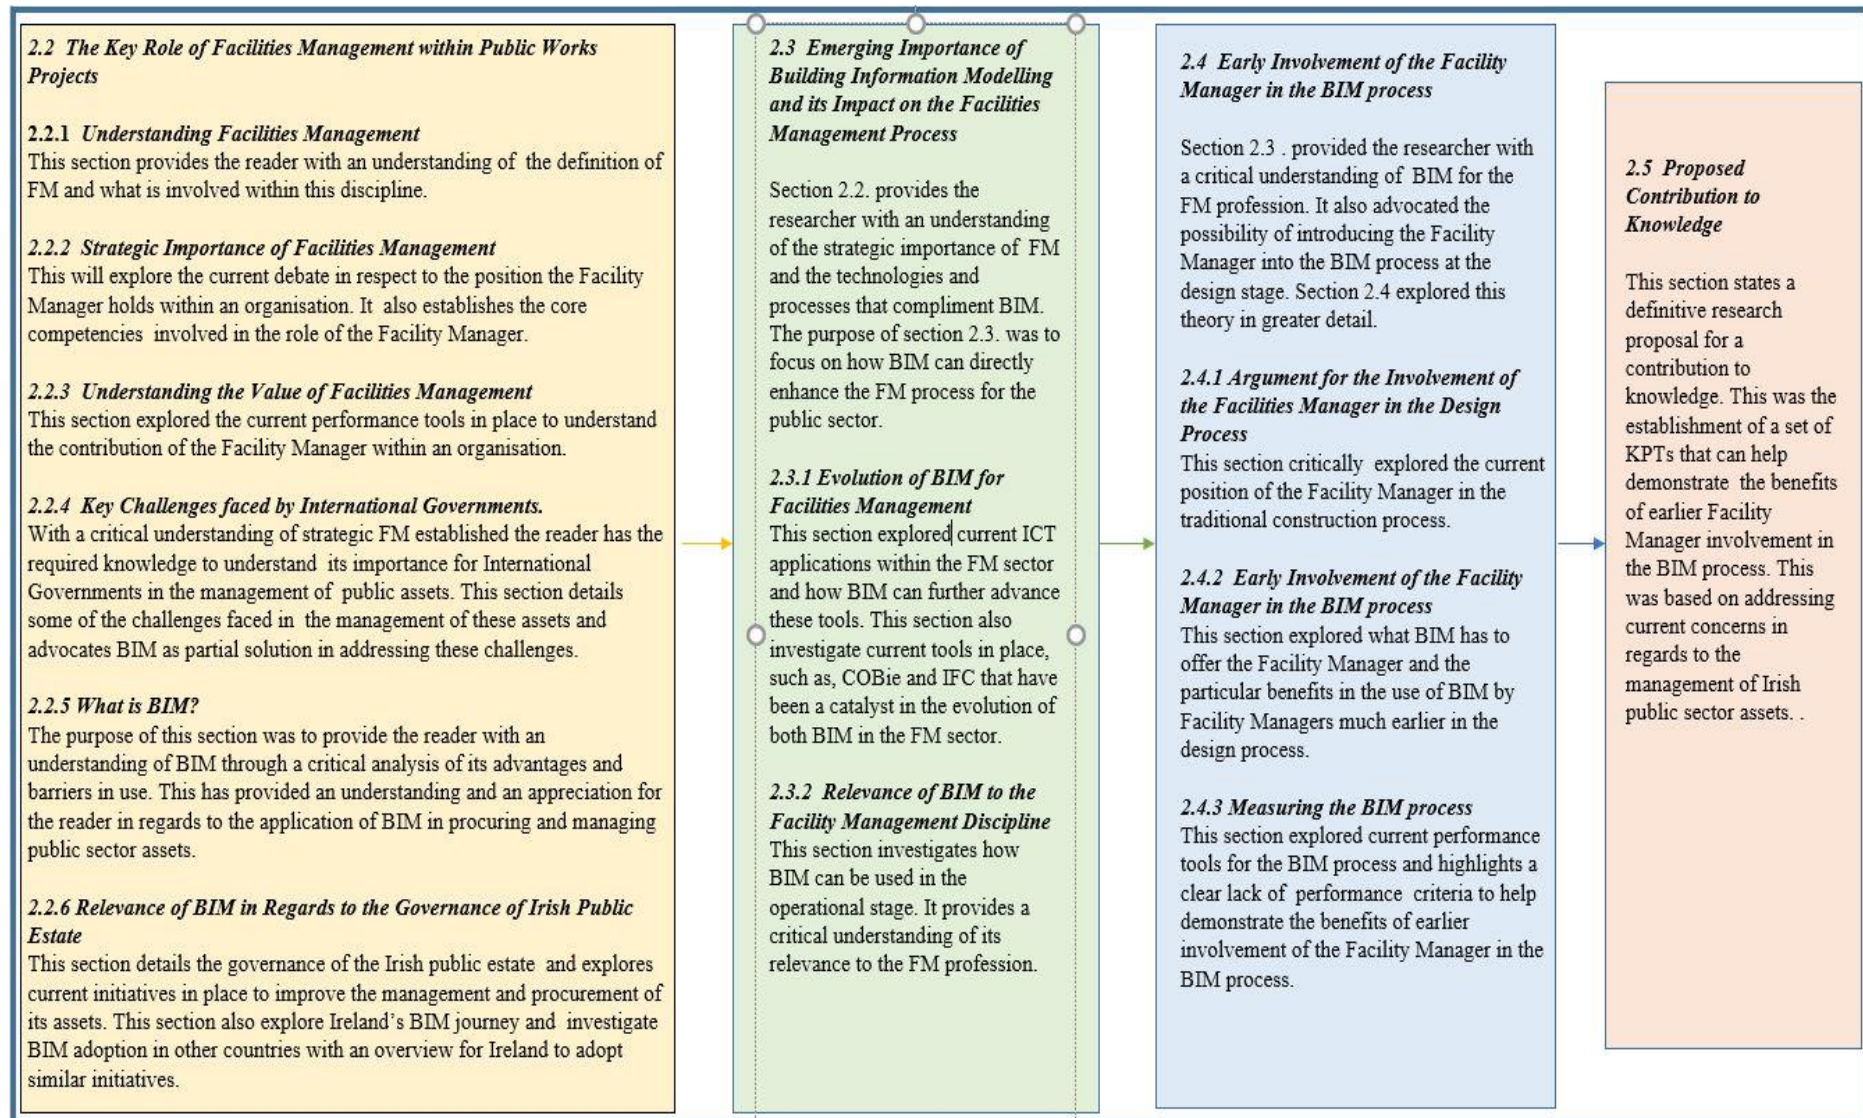 2.2 The Key Role of Facilities Management within Public Works
Projects
2.2.1 Understanding Facilities Management
This section provides the reader with an understanding of the definition of
FM and what is involved within this discipline.
2.2.2 Strategic Importance of Facilities Management
This will explore the current debate in respect to the position the Facility
Manager holds within an organisation. It also establishes the core
competencies involved in the role of the Facility Manager.
2.2.3 Understanding the Value of Facilities Management
This section explored the current performance tools in place to understand
the contribution of the Facility Manager within an organisation.
2.2.4 Key Challenges faced by International Governments.
With a critical understanding of strategic FM established the reader has the
required knowledge to understand its importance for International
Governments in the management of public assets. This section details
some of the challenges faced in the management of these assets and
advocates BIM as partial solution in addressing these challenges.
2.2.5 What is BIM?
The purpose of this section was to provide the reader with an
understanding of BIM through a critical analysis of its advantages and
barriers in use. This has provided an understanding and an appreciation for
the reader in regards to the application of BIM in procuring and managing
public sector assets.
2.2.6 Relevance of BIM in Regards to the Governance of Irish Public
Estate
This section details the governance of the Irish public estate and explores
current initiatives in place to improve the management and procurement of
its assets. This section also explore Ireland's BIM journey and investigate
BIM adoption in other countries with an overview for Ireland to adopt
similar initiatives.
2.3 Emerging Importance of
Building Information Modelling
and its Impact on the Facilities
Management Process
Section 2.2. provides the
researcher with an understanding
of the strategic importance of FM
and the technologies and
processes that compliment BIM.
The purpose of section 2.3. was to
focus on how BIM can directly
enhance the FM process for the
public sector.
2.3.1 Evolution of BIM for
Facilities Management
This section explored current ICT
applications within the FM sector
and how BIM can further advance
these tools. This section also
investigate current tools in place,
such as, COBie and IFC that have
been a catalyst in the evolution of
both BIM in the FM sector.
2.3.2 Relevance of BIM to the
Facility Management Discipline
This section investigates how
BIM can be used in the
operational stage. It provides a
critical understanding of its
relevance to the FM profession.
2.4 Early Involvement of the Facility
Manager in the BIM process
Section 2.3 . provided the researcher with
a critical understanding of BIM for the
FM profession. It also advocated the
possibility of introducing the Facility
Manager into the BIM process at the
design stage. Section 2.4 explored this
theory in greater detail.
2.4.1 Argument for the Involvement of
the Facilities Manager in the Design
Process
This section critically explored the current
position of the Facility Manager in the
traditional construction process.
2.4.2 Early Involvement of the Facility
Manager in the BIM process
This section explored what BIM has to
offer the Facility Manager and the
particular benefits in the use of BIM by
Facility Managers much earlier in the
design process.
2.4.3 Measuring the BIM process
This section explored current performance
tools for the BIM process and highlights a
clear lack of performance criteria to help
demonstrate the benefits of earlier
involvement of the Facility Manager in the
BIM process.
2.5 Proposed
Contribution to
Knowledge
This section states a
definitive research
proposal for a
contribution to
knowledge. This was the
establishment of a set of
KPTs that can help
demonstrate the benefits
of earlier Facility
Manager involvement in
the BIM process. This
was based on addressing
current concerns in
regards to the
management of Irish
public sector assets. .